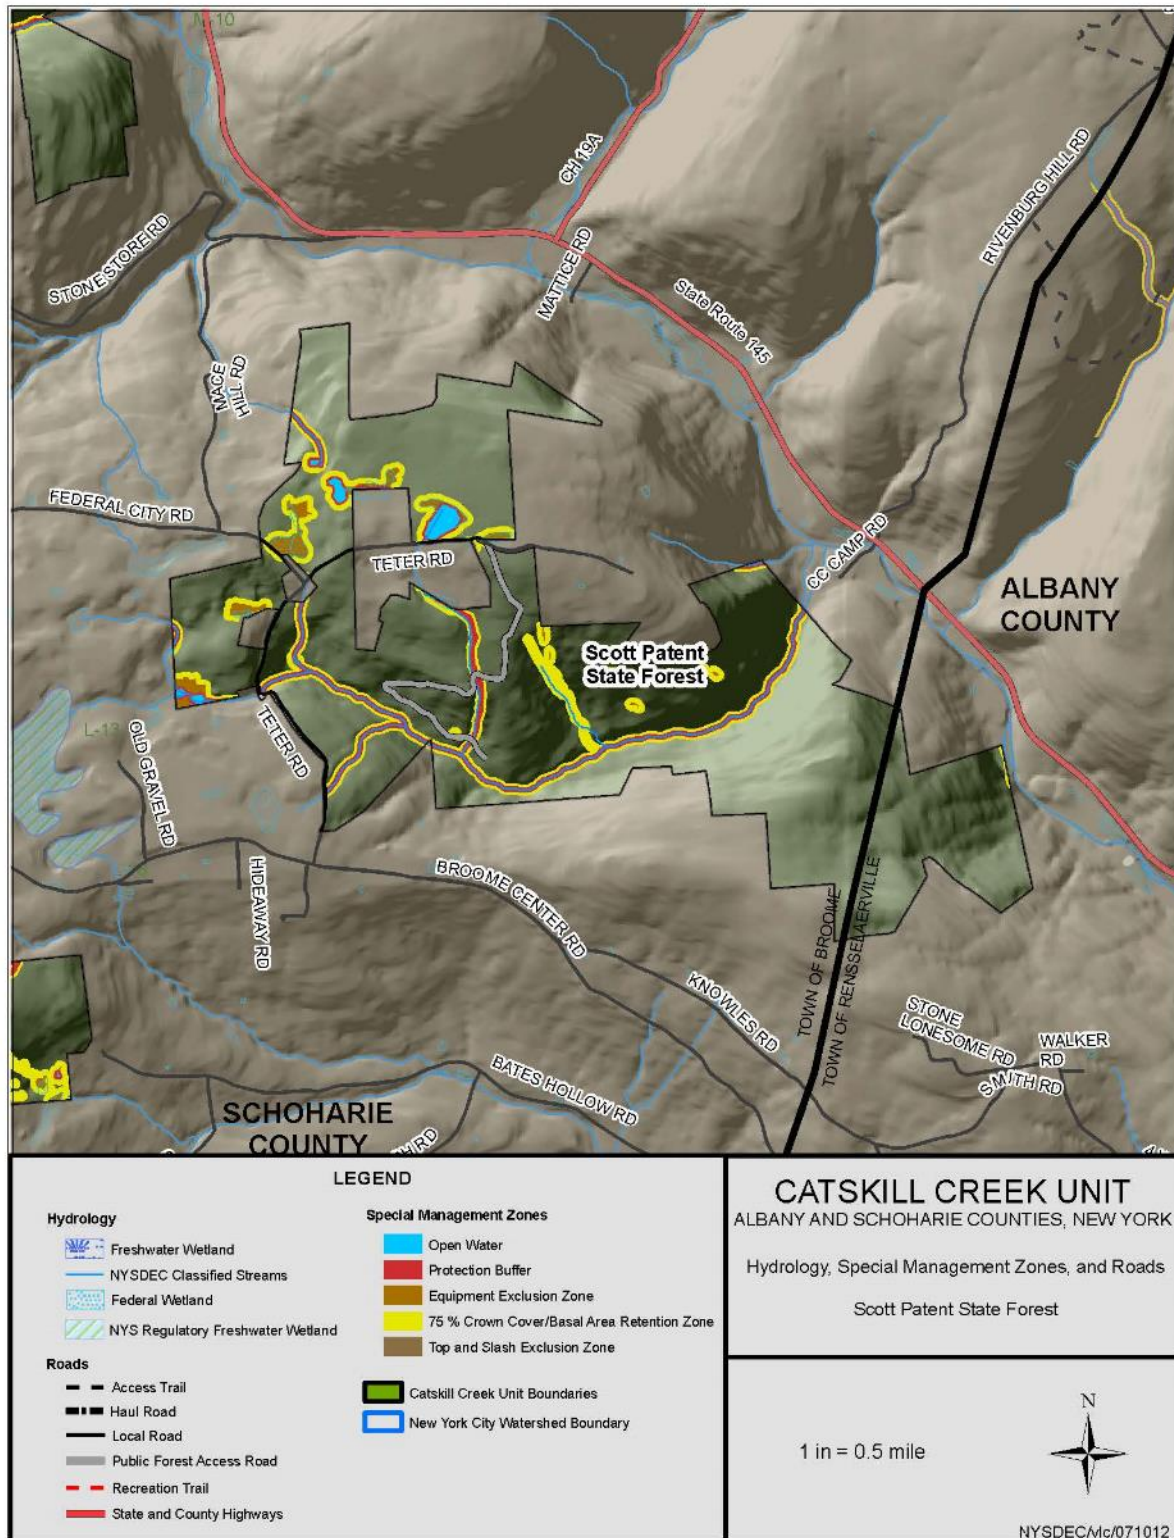 N-10
CH 19A
RIVENBURG HILL RD
STONE STORE RD
MATTICE RD
State Route 145
MACE
HILL RD
FEDERAL CITY RD
TETER RD
CC CAMP RD
ALBANY
COUNTY
Scott Patent
State Forest
L-13
TETER RD
OLD GRAVEL RD
HIDEAWAY RD
BROOME CENTER RD
TOWN OF BROOME
TOWN OF RENSSELAERVILLE
KNOWLES RD
STONE
LONESOME RD
WALKER
RD
SMITH RD
BATES HOLLOW RD
SCHOHARIE
COUNTY
LEGEND
Hydrology
Freshwater Wetland
NYSDEC Classified Streams
Federal Wetland
NYS Regulatory Freshwater Wetland
Roads
Access Trail
Haul Road
Local Road
Public Forest Access Road
Recreation Trail
State and County Highways
Special Management Zones
Open Water
Protection Buffer
Equipment Exclusion Zone
75 % Crown Cover/Basal Area Retention Zone
Top and Slash Exclusion Zone
Catskill Creek Unit Boundaries
New York City Watershed Boundary
CATSKILL CREEK UNIT
ALBANY AND SCHOHARIE COUNTIES, NEW YORK
Hydrology, Special Management Zones, and Roads
Scott Patent State Forest
1 in = 0.5 mile
N
NYSDEC/vlc/071012